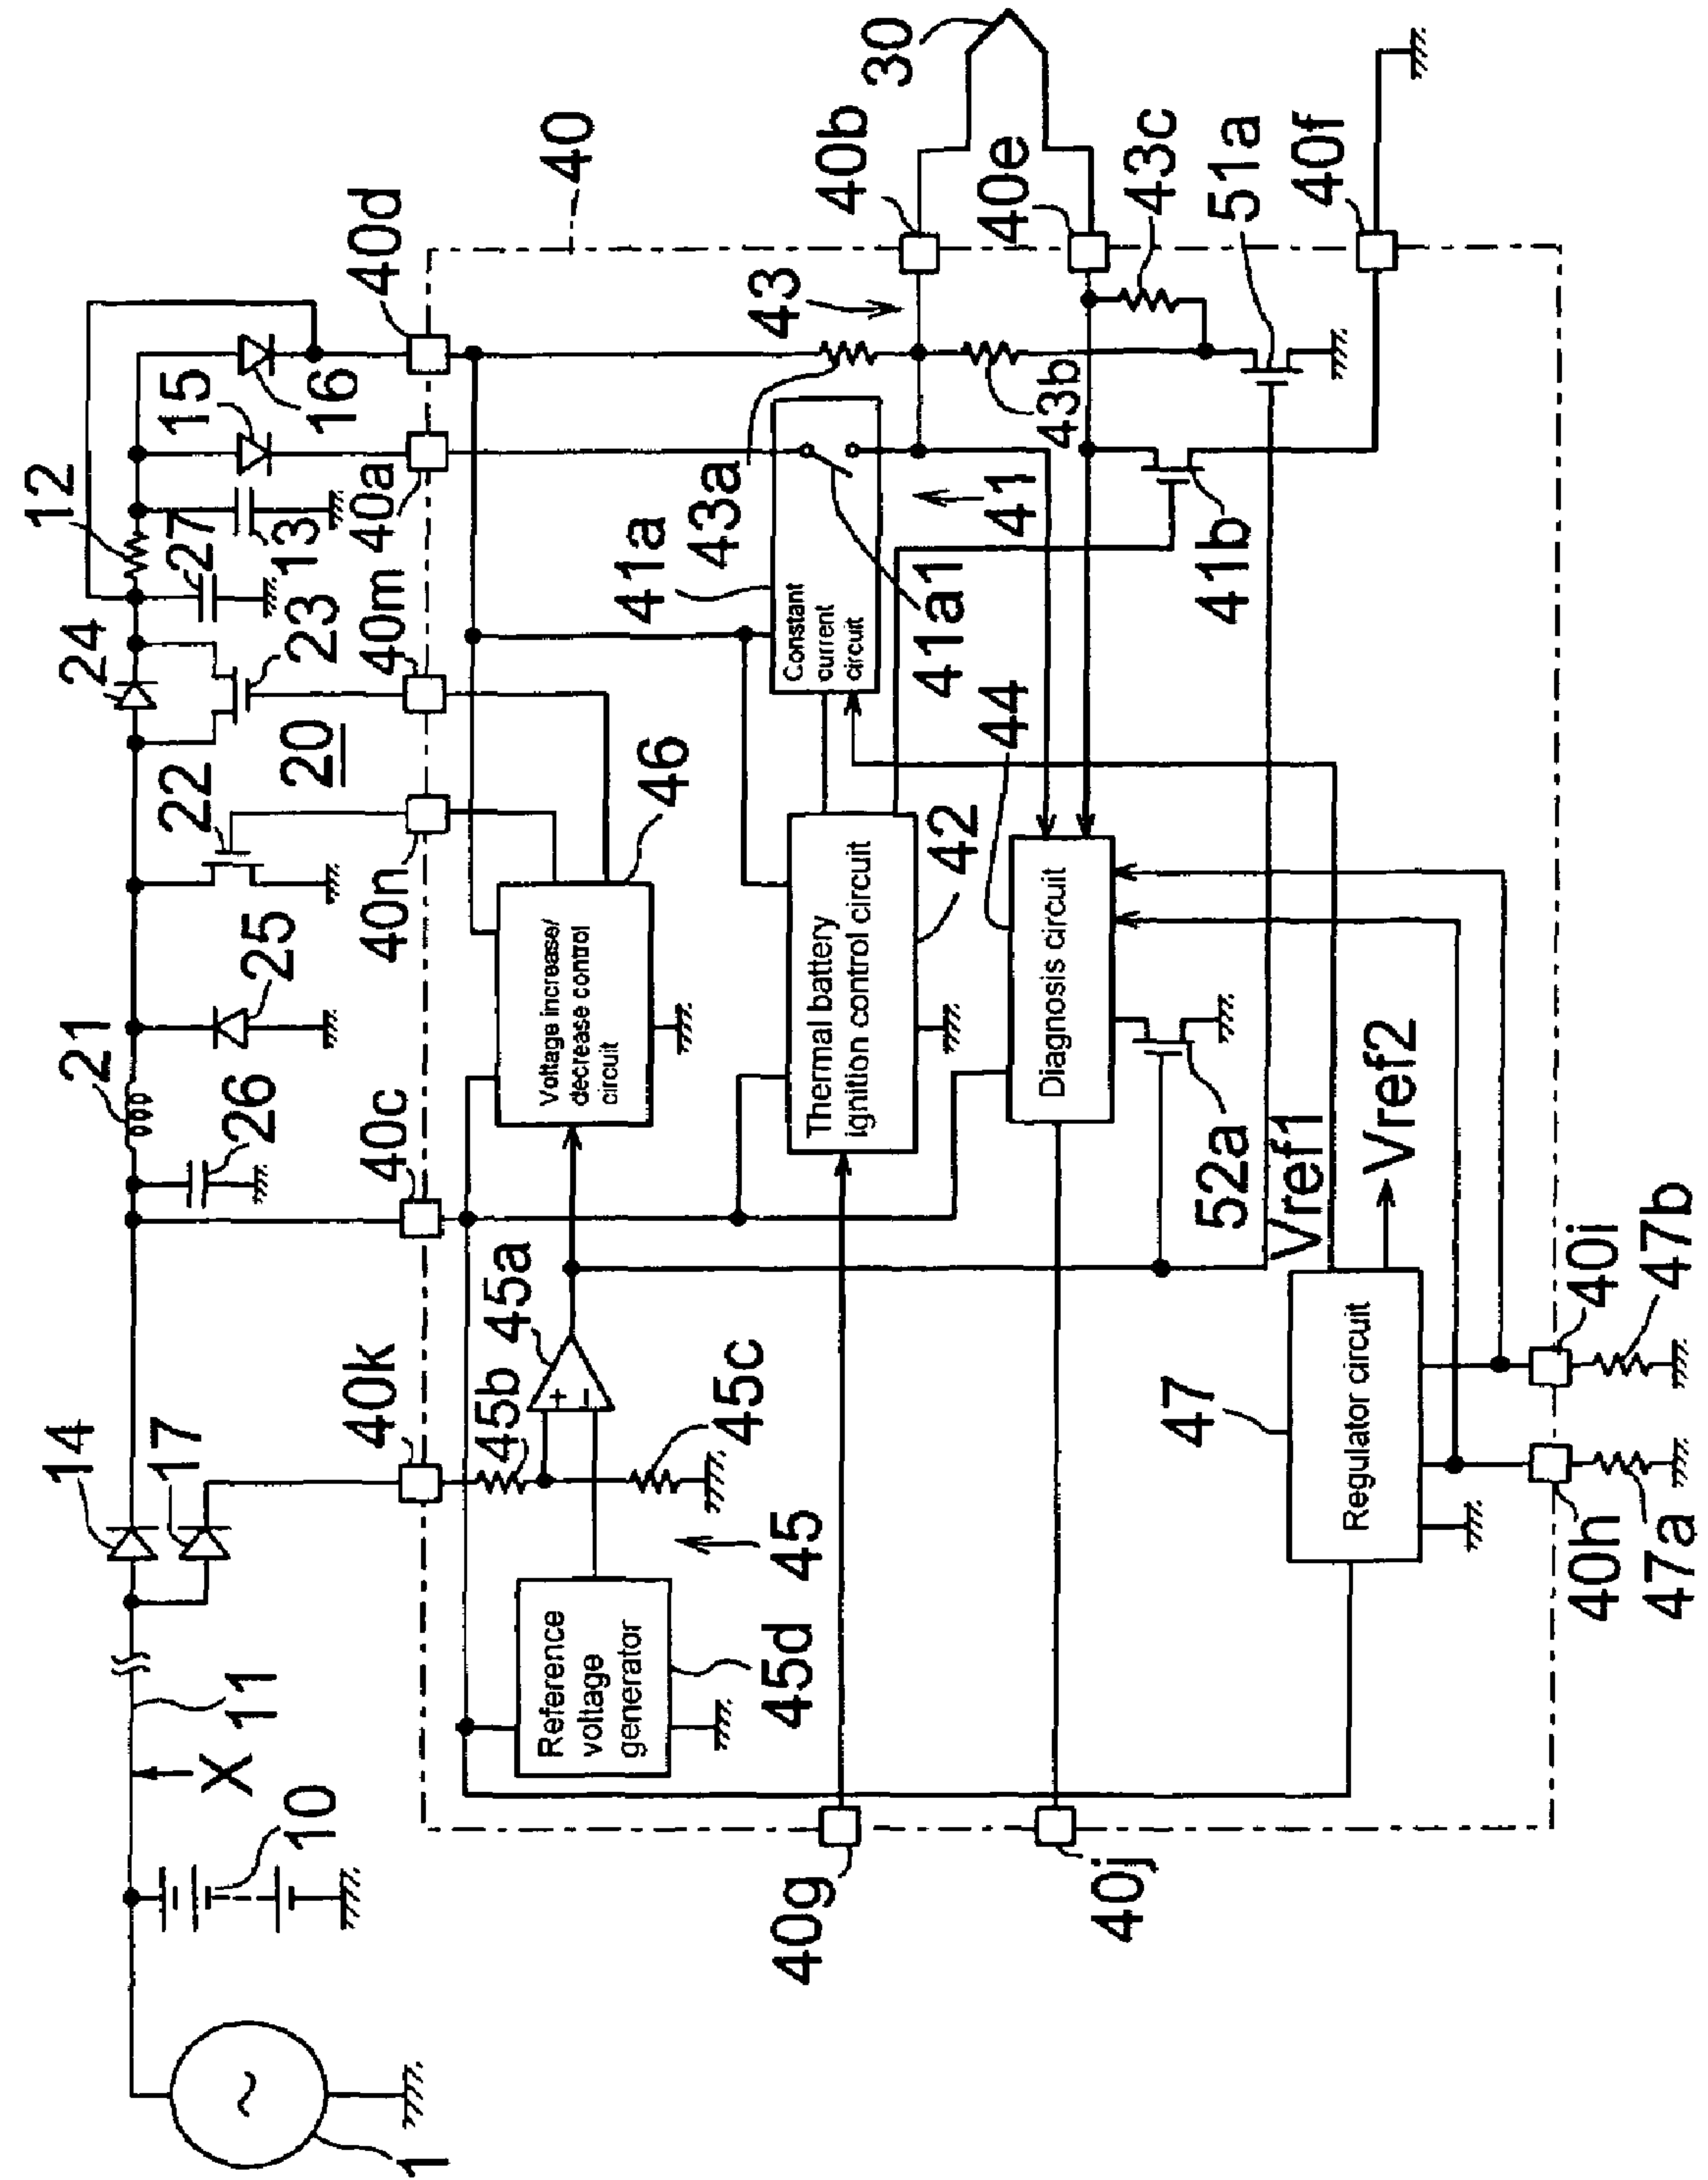 1
10
X
11
14
17
26
21
25
22
20
24
23
27
12
13
15
16
40k
40c
40n
40m
40a
40d
40
45b
45a
45c
45
Reference
voltage
generator
45d
Voltage increase/
decrease control
circuit
46
Thermal battery
ignition control circuit
42
Constant
current
circuit
41a
43a
41a1
41
43
43b
40b
30
40e
43c
51a
40f
41b
44
Diagnosis circuit
52a
Vref1
Vref2
47
Regulator circuit
40g
40j
40h
47a
40i
47b
+
-
~